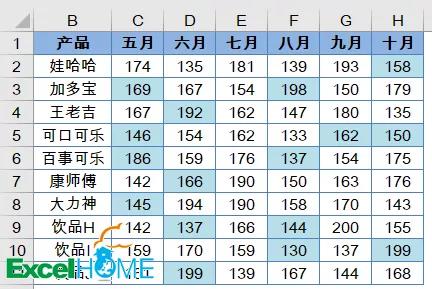 B C D E F G H
1 产品 五月 六月 七月 八月 九月 十月
2 娃哈哈 174 135 181 139 193 158
3 加多宝 169 167 154 198 150 179
4 王老吉 167 192 162 147 180 135
5 可口可乐 146 154 162 133 162 150
6 百事可乐 186 159 176 137 154 175
7 康师傅 142 166 190 150 163 176
8 大力神 145 194 190 158 170 143
9 饮品H 142 137 166 144 200 155
10 饮品I 159 170 159 130 137 199
199 139 167 144 168
Excel HOME